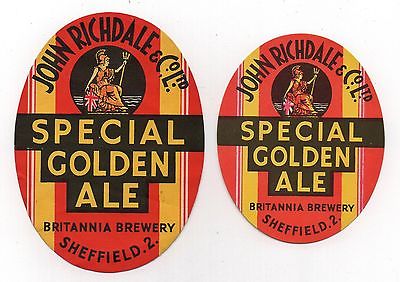 JOHN RICHDALE & Co. LTD
SPECIAL
GOLDEN
ALE
BRITANNIA BREWERY
SHEFFIELD. 2.
JOHN RICHDALE & Co. LTD
SPECIAL
GOLDEN
ALE
BRITANNIA BREWERY
SHEFFIELD. 2.